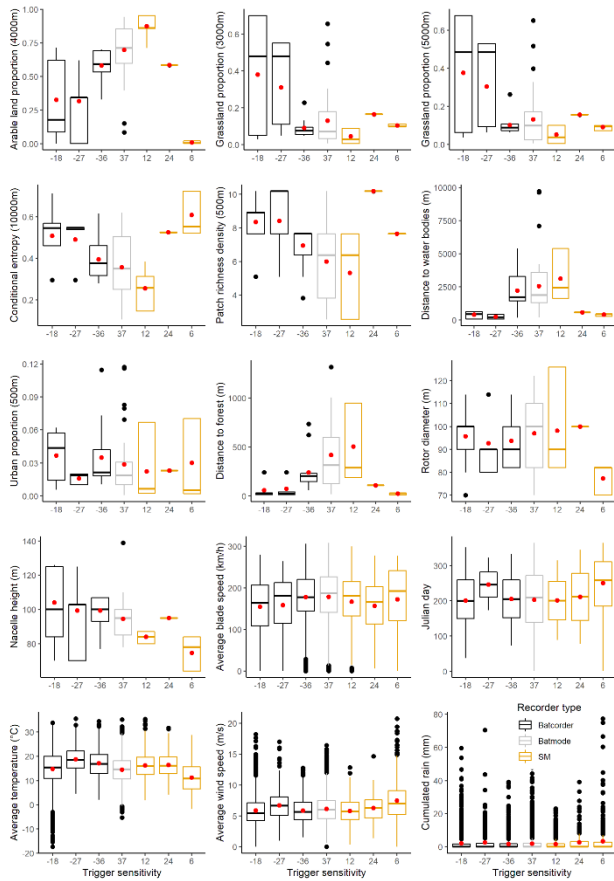 Arable land proportion (4000m)
1.00
0.75
0.50
0.25
0.00
-18 -27 -36 37 12 24 6
Grassland proportion (3000m)
0.6
0.4
0.2
0.0
-18 -27 -36 37 12 24 6
Grassland proportion (5000m)
0.6
0.4
0.2
0.0
-18 -27 -36 37 12 24 6
Conditional entropy (10000m)
0.6
0.4
0.2
-18 -27 -36 37 12 24 6
Patch richness density (500m)
10
8
6
4
-18 -27 -36 37 12 24 6
Distance to water bodies (m)
10000
7500
5000
2500
0
-18 -27 -36 37 12 24 6
Urban proportion (500m)
0.12
0.09
0.06
0.03
0.00
-18 -27 -36 37 12 24 6
Distance to forest (m)
1000
500
0
-18 -27 -36 37 12 24 6
Rotor diameter (m)
120
110
100
90
80
70
-18 -27 -36 37 12 24 6
Nacelle height (m)
140
120
100
80
-18 -27 -36 37 12 24 6
Average blade speed (km/h)
300
200
100
0
-18 -27 -36 37 12 24 6
Julian day
300
200
100
0
-18 -27 -36 37 12 24 6
Average temperature (°C)
30
20
10
0
-10
-20
-18 -27 -36 37 12 24 6
Trigger sensitivity
Average wind speed (m/s)
20
15
10
5
0
-18 -27 -36 37 12 24 6
Trigger sensitivity
Cumulated rain (mm)
80
60
40
20
0
Recorder type
Batcorder
Batmode
SM
-18 -27 -36 37 12 24 6
Trigger sensitivity